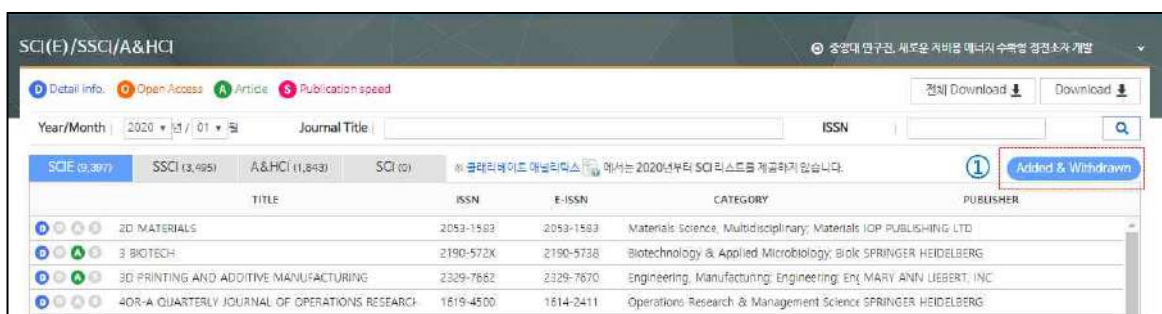 SCI(E)/SSCI/A&HCI
중앙대 연구진, 새로운 저비용 에너지 수확형 정전소자 개발
D Detail info. O Open Access A Article S Publication speed
전체 Download Download
Year/Month 2020 년 / 01 월 Journal Title ISSN
SCIE (9,397) SSCI (3,495) A&HCI (1,843) SCI (0) ※ 클래리베이트 애널리틱스 에서는 2020년부터 SCI 리스트를 제공하지 않습니다. ① Added & Withdrawn
TITLE ISSN E-ISSN CATEGORY PUBLISHER
D O A S 2D MATERIALS 2053-1583 2053-1583 Materials Science, Multidisciplinary; Materials IOP PUBLISHING LTD
D O A S 3 BIOTECH 2190-572X 2190-5738 Biotechnology & Applied Microbiology; Biolo SPRINGER HEIDELBERG
D O A S 3D PRINTING AND ADDITIVE MANUFACTURING 2329-7662 2329-7670 Engineering, Manufacturing; Engineering; Eng MARY ANN LIEBERT, INC
D O A S 4OR-A QUARTERLY JOURNAL OF OPERATIONS RESEARCH 1619-4500 1614-2411 Operations Research & Management Science SPRINGER HEIDELBERG